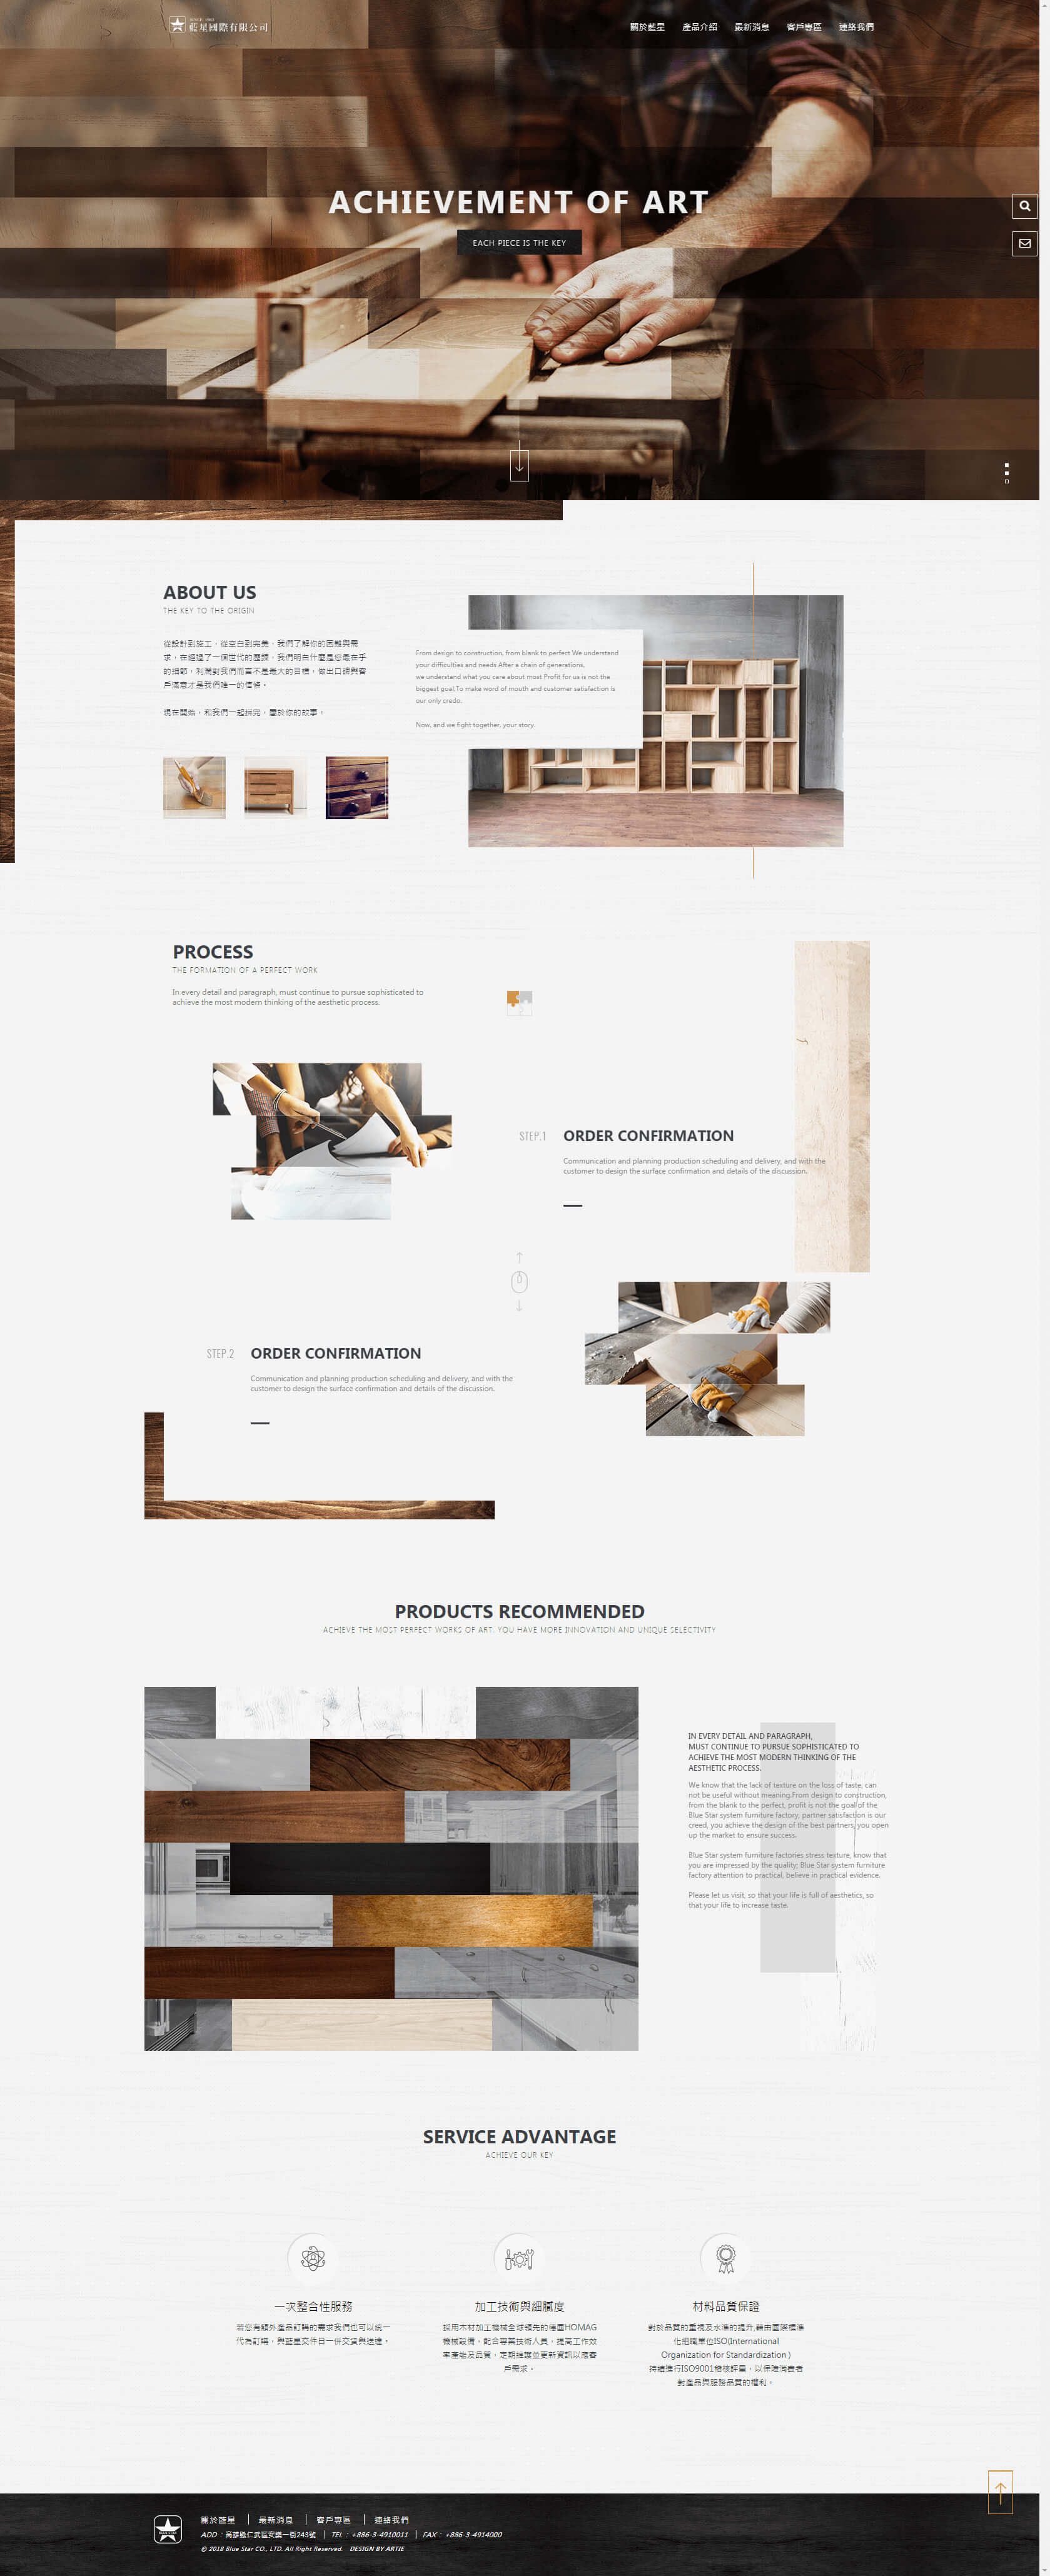 藍星國際有限公司
關於藍星 產品介紹 最新消息 客戶專區 連絡我們
ACHIEVEMENT OF ART
EACH PIECE IS THE KEY
ABOUT US
THE KEY TO THE ORIGIN
從設計到施工，從空白到完美，我們了解你的困難與需
求，在經過了一個世代的歷鍊，我們明白什麼是您最在乎
的細節，利潤對我們而言不是最大的目標，做出口碑與客
戶滿意才是我們唯一的信條。
現在開始，和我們一起拼完，屬於你的故事。
From design to construction, from blank to perfect We understand
your difficulties and needs After a chain of generations,
we understand what you care about most Profit for us is not the
biggest goal,To make word of mouth and customer satisfaction is
our only credo.
Now, and we fight together, your story.
PROCESS
THE FORMATION OF A PERFECT WORK
In every detail and paragraph, must continue to pursue sophisticated to
achieve the most modern thinking of the aesthetic process.
STEP.1 ORDER CONFIRMATION
Communication and planning production scheduling and delivery, and with the
customer to design the surface confirmation and details of the discussion.
STEP.2 ORDER CONFIRMATION
Communication and planning production scheduling and delivery, and with the
customer to design the surface confirmation and details of the discussion.
PRODUCTS RECOMMENDED
ACHIEVE THE MOST PERFECT WORKS OF ART, YOU HAVE MORE INNOVATION AND UNIQUE SELECTIVITY
IN EVERY DETAIL AND PARAGRAPH,
MUST CONTINUE TO PURSUE SOPHISTICATED TO
ACHIEVE THE MOST MODERN THINKING OF THE
AESTHETIC PROCESS.
We know that the lack of texture on the loss of taste, can
not be useful without meaning.From design to construction,
from the blank to the perfect, profit is not the goal of the
Blue Star system furniture factory, partner satisfaction is our
creed, you achieve the design of the best partners, you open
up the market to ensure success.
Blue Star system furniture factories stress texture, know that
you are impressed by the quality; Blue Star system furniture
factory attention to practical, believe in practical evidence.
Please let us visit, so that your life is full of aesthetics, so
that your life to increase taste.
SERVICE ADVANTAGE
ACHIEVE OUR KEY
一次整合性服務
若您有額外產品訂購的需求我們也可以統一
代為訂購，與藍星交件日一併交貨與送達。
加工技術與細膩度
採用木材加工機械全球領先的德國HOMAG
機械設備，配合專業技術人員，提高工作效
率產能及品質，定期維護並更新資訊以應客
戶需求。
材料品質保證
對於品質的重視及水準的提升,藉由國際標準
化組織單位ISO(International
Organization for Standardization )
持續進行ISO9001稽核評量，以保障消費者
對產品與服務品質的權利。
BLUE STAR
關於藍星 | 最新消息 | 客戶專區 | 連絡我們
ADD：高雄縣仁武區安樂一街243號 | TEL：+886-3-4910011 | FAX：+886-3-4914000
© 2018 Blue Star CO., LTD. All Right Reserved. DESIGN BY ARTIE